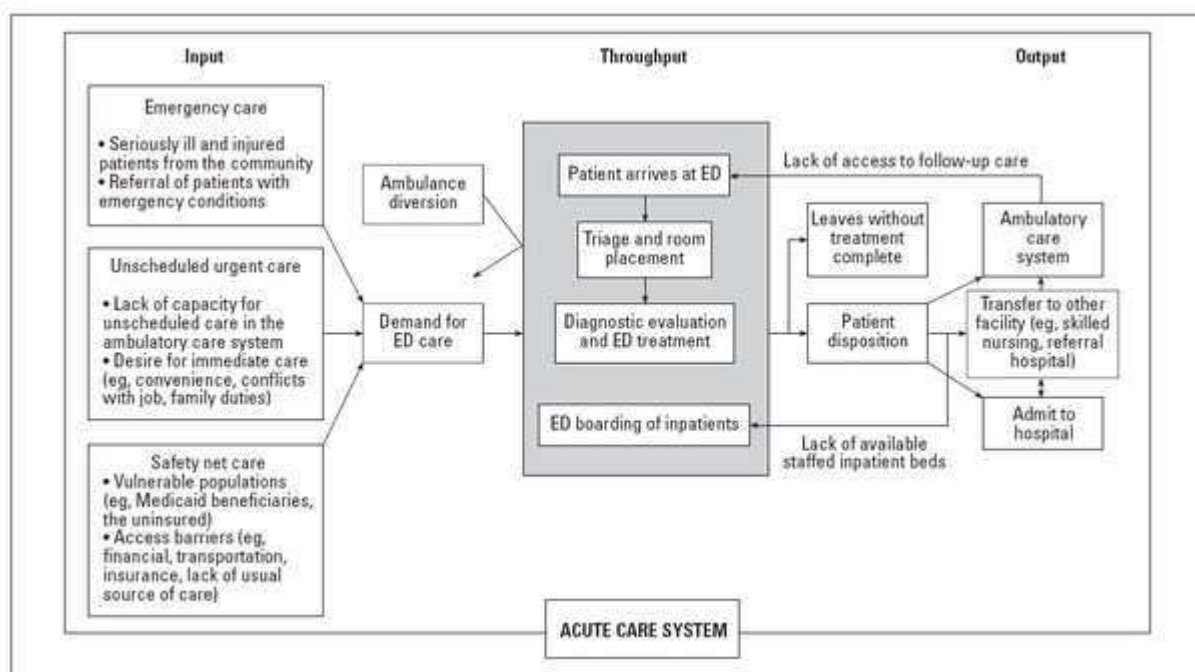 Input
Throughput
Output
Emergency care
• Seriously ill and injured
patients from the community
• Referral of patients with
emergency conditions
Unscheduled urgent care
• Lack of capacity for
unscheduled care in the
ambulatory care system
• Desire for immediate care
(eg, convenience, conflicts
with job, family duties)
Safety net care
• Vulnerable populations
(eg, Medicaid beneficiaries,
the uninsured)
• Access barriers (eg,
financial, transportation,
insurance, lack of usual
source of care)
Ambulance
diversion
Demand for
ED care
Patient arrives at ED
Triage and room
placement
Diagnostic evaluation
and ED treatment
ED boarding of inpatients
Lack of access to follow-up care
Leaves without
treatment
complete
Patient
disposition
Lack of available
staffed inpatient beds
Ambulatory
care
system
Transfer to other
facility (eg, skilled
nursing, referral
hospital)
Admit to
hospital
ACUTE CARE SYSTEM